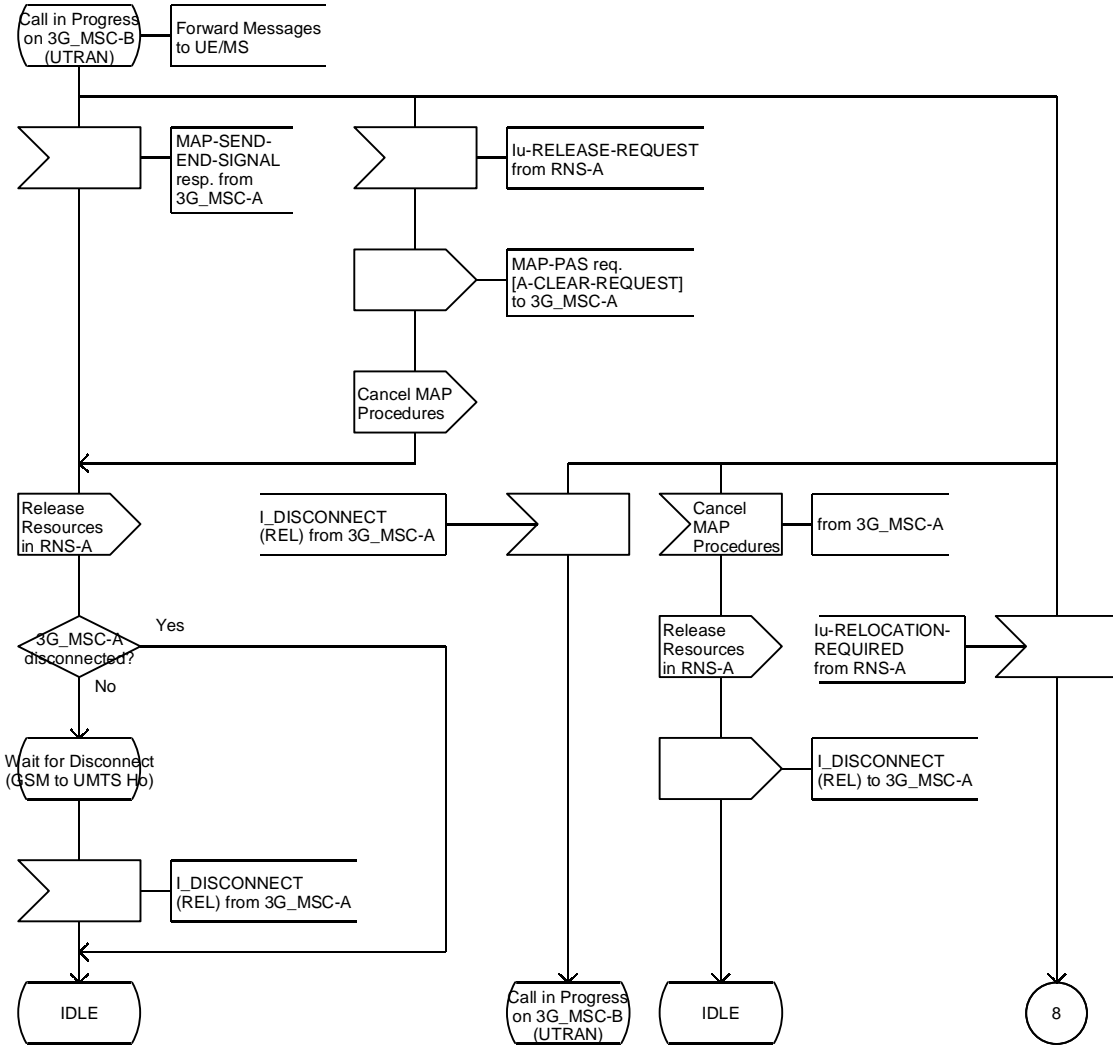 Call in Progress
on 3G_MSC-B
(UTRAN)
Forward Messages
to UE/MS
MAP-SEND-
END-SIGNAL
resp. from
3G_MSC-A
Iu-RELEASE-REQUEST
from RNS-A
MAP-PAS req.
[A-CLEAR-REQUEST]
to 3G_MSC-A
Cancel MAP
Procedures
Release
Resources
in RNS-A
I_DISCONNECT
(REL) from 3G_MSC-A
Cancel
MAP
Procedures
from 3G_MSC-A
3G_MSC-A
disconnected?
Yes
No
Release
Resources
in RNS-A
Iu-RELOCATION-
REQUIRED
from RNS-A
Wait for Disconnect
(GSM to UMTS Ho)
I_DISCONNECT
(REL) to 3G_MSC-A
I_DISCONNECT
(REL) from 3G_MSC-A
IDLE
Call in Progress
on 3G_MSC-B
(UTRAN)
IDLE
8